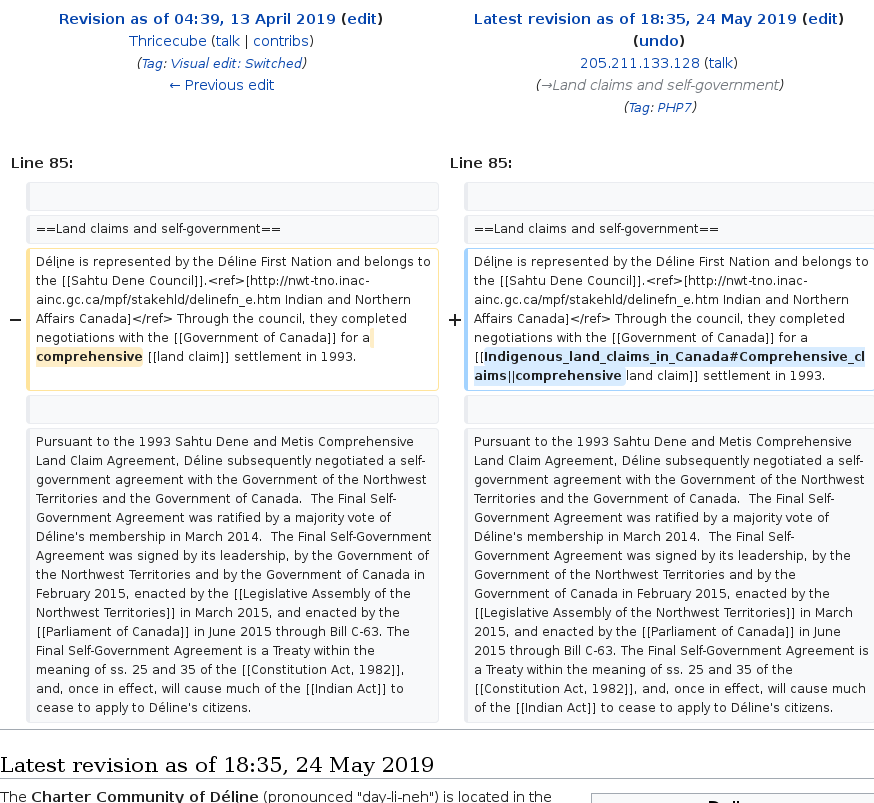 Revision as of 04:39, 13 April 2019 (edit)
Thricecube (talk | contribs)
(Tag: Visual edit: Switched)
← Previous edit
Latest revision as of 18:35, 24 May 2019 (edit)
(undo)
205.211.133.128 (talk)
(→Land claims and self-government)
(Tag: PHP7)
Line 85:
Line 85:
==Land claims and self-government==
==Land claims and self-government==
−
Délįne is represented by the Déline First Nation and belongs to
the [[Sahtu Dene Council]].<ref>[http://nwt-tno.inac-
ainc.gc.ca/mpf/stakehld/delinefn_e.htm Indian and Northern
Affairs Canada]</ref> Through the council, they completed
negotiations with the [[Government of Canada]] for a
comprehensive [[land claim]] settlement in 1993.
+
Délįne is represented by the Déline First Nation and belongs to
the [[Sahtu Dene Council]].<ref>[http://nwt-tno.inac-
ainc.gc.ca/mpf/stakehld/delinefn_e.htm Indian and Northern
Affairs Canada]</ref> Through the council, they completed
negotiations with the [[Government of Canada]] for a
[[Indigenous_land_claims_in_Canada#Comprehensive_cl
aims||comprehensive land claim]] settlement in 1993.
Pursuant to the 1993 Sahtu Dene and Metis Comprehensive
Land Claim Agreement, Déline subsequently negotiated a self-
government agreement with the Government of the Northwest
Territories and the Government of Canada.  The Final Self-
Government Agreement was ratified by a majority vote of
Déline's membership in March 2014.  The Final Self-Government
Agreement was signed by its leadership, by the Government of
the Northwest Territories and by the Government of Canada in
February 2015, enacted by the [[Legislative Assembly of the
Northwest Territories]] in March 2015, and enacted by the
[[Parliament of Canada]] in June 2015 through Bill C-63. The
Final Self-Government Agreement is a Treaty within the
meaning of ss. 25 and 35 of the [[Constitution Act, 1982]],
and, once in effect, will cause much of the [[Indian Act]] to
cease to apply to Déline's citizens.
Pursuant to the 1993 Sahtu Dene and Metis Comprehensive
Land Claim Agreement, Déline subsequently negotiated a self-
government agreement with the Government of the Northwest
Territories and the Government of Canada.  The Final Self-
Government Agreement was ratified by a majority vote of
Déline's membership in March 2014.  The Final Self-
Government Agreement was signed by its leadership, by the
Government of the Northwest Territories and by the
Government of Canada in February 2015, enacted by the
[[Legislative Assembly of the Northwest Territories]] in March
2015, and enacted by the [[Parliament of Canada]] in June
2015 through Bill C-63. The Final Self-Government Agreement is
a Treaty within the meaning of ss. 25 and 35 of the
[[Constitution Act, 1982]], and, once in effect, will cause much
of the [[Indian Act]] to cease to apply to Déline's citizens.
Latest revision as of 18:35, 24 May 2019
The Charter Community of Déline (pronounced "day-li-neh") is located in the